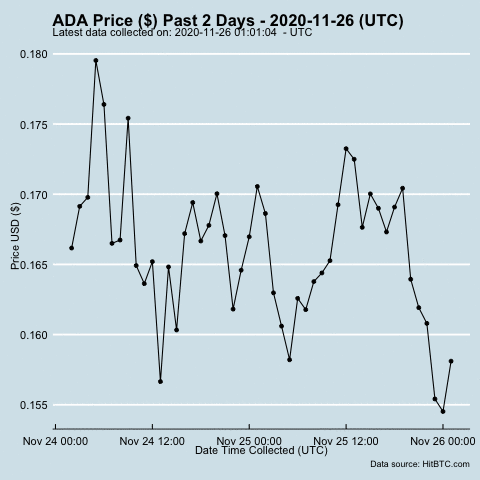 ADA Price ($) Past 2 Days - 2020-11-26 (UTC)
Latest data collected on: 2020-11-26 01:01:04  - UTC
0.180
0.175
0.170
0.165
0.160
0.155
Price USD ($)
Nov 24 00:00 Nov 24 12:00 Nov 25 00:00 Nov 25 12:00 Nov 26 00:00
Date Time Collected (UTC)
Data source: HitBTC.com